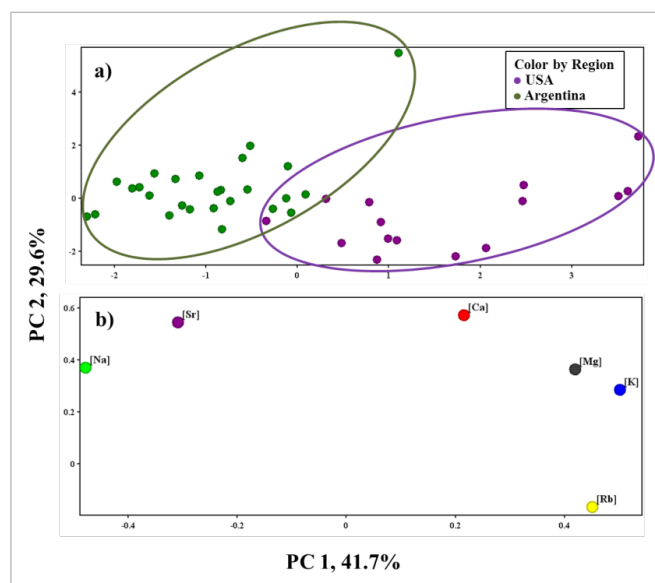 a)
Color by Region
USA
Argentina
4
2
0
-2
-2
-1
0
1
2
3
PC 2, 29.6%
b)
[Sr]
[Ca]
[Na]
[Mg]
[K]
[Rb]
0.6
0.4
0.2
0
-0.4
-0.2
0
0.2
0.4
PC 1, 41.7%